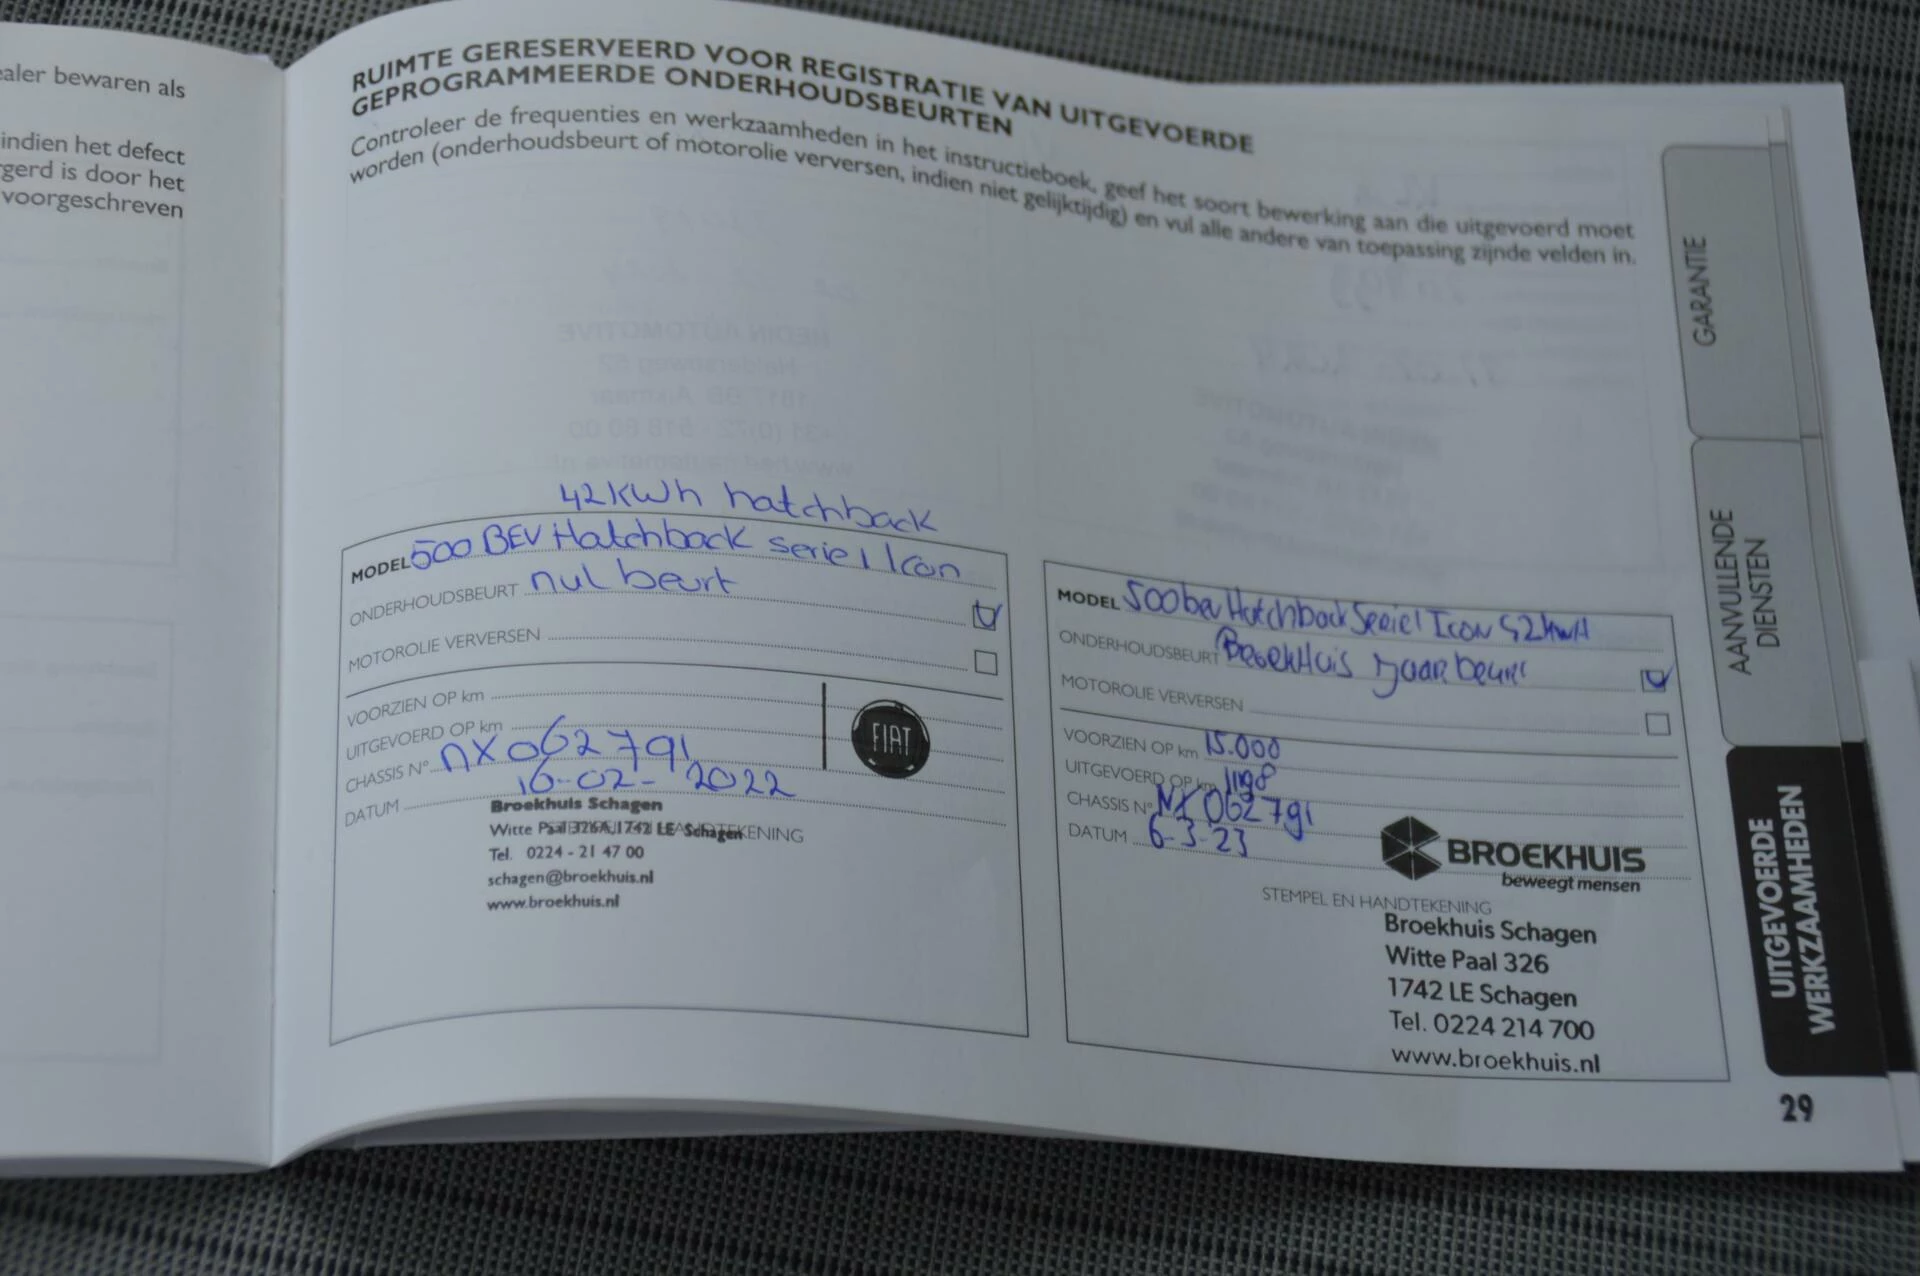 ealer bewaren als
indien het defect
rgerd is door het
voorgeschreven
RUIMTE GERESERVEERD VOOR REGISTRATIE VAN UITGEVOERDE
GEPROGRAMMEERDE ONDERHOUDSBEURTEN
Controleer de frequenties en werkzaamheden in het instructieboek, geef het soort bewerking aan die uitgevoerd moet
worden (onderhoudsbeurt of motorolie verversen, indien niet gelijktijdig) en vul alle andere van toepassing zijnde velden in.
42KWh hatchback
MODEL 500 BEV Hatchback serie 1 Icon
ONDERHOUDSBEURT nul beurt
MOTOROLIE VERVERSEN
VOORZIEN OP km
UITGEVOERD OP km
CHASSIS N° NX062791
DATUM 16-02-2022
FIAT
Broekhuis Schagen
Witte Paal 326A, 1742 LE Schagen
Tel. 0224 - 21 47 00
schagen@broekhuis.nl
www.broekhuis.nl
MODEL 500bev Hatchback Serie 1 Icon 42kwh
ONDERHOUDSBEURT BroekHuis Jaarbeurt
MOTOROLIE VERVERSEN
VOORZIEN OP km 15.000
UITGEVOERD OP km 1198
CHASSIS N° NX062791
DATUM 6-3-23
BROEKHUIS
beweegt mensen
STEMPEL EN HANDTEKENING
Broekhuis Schagen
Witte Paal 326
1742 LE Schagen
Tel. 0224 214 700
www.broekhuis.nl
GARANTIE
AANVULLENDE
DIENSTEN
UITGEVOERDE
WERKZAAMHEDEN
29